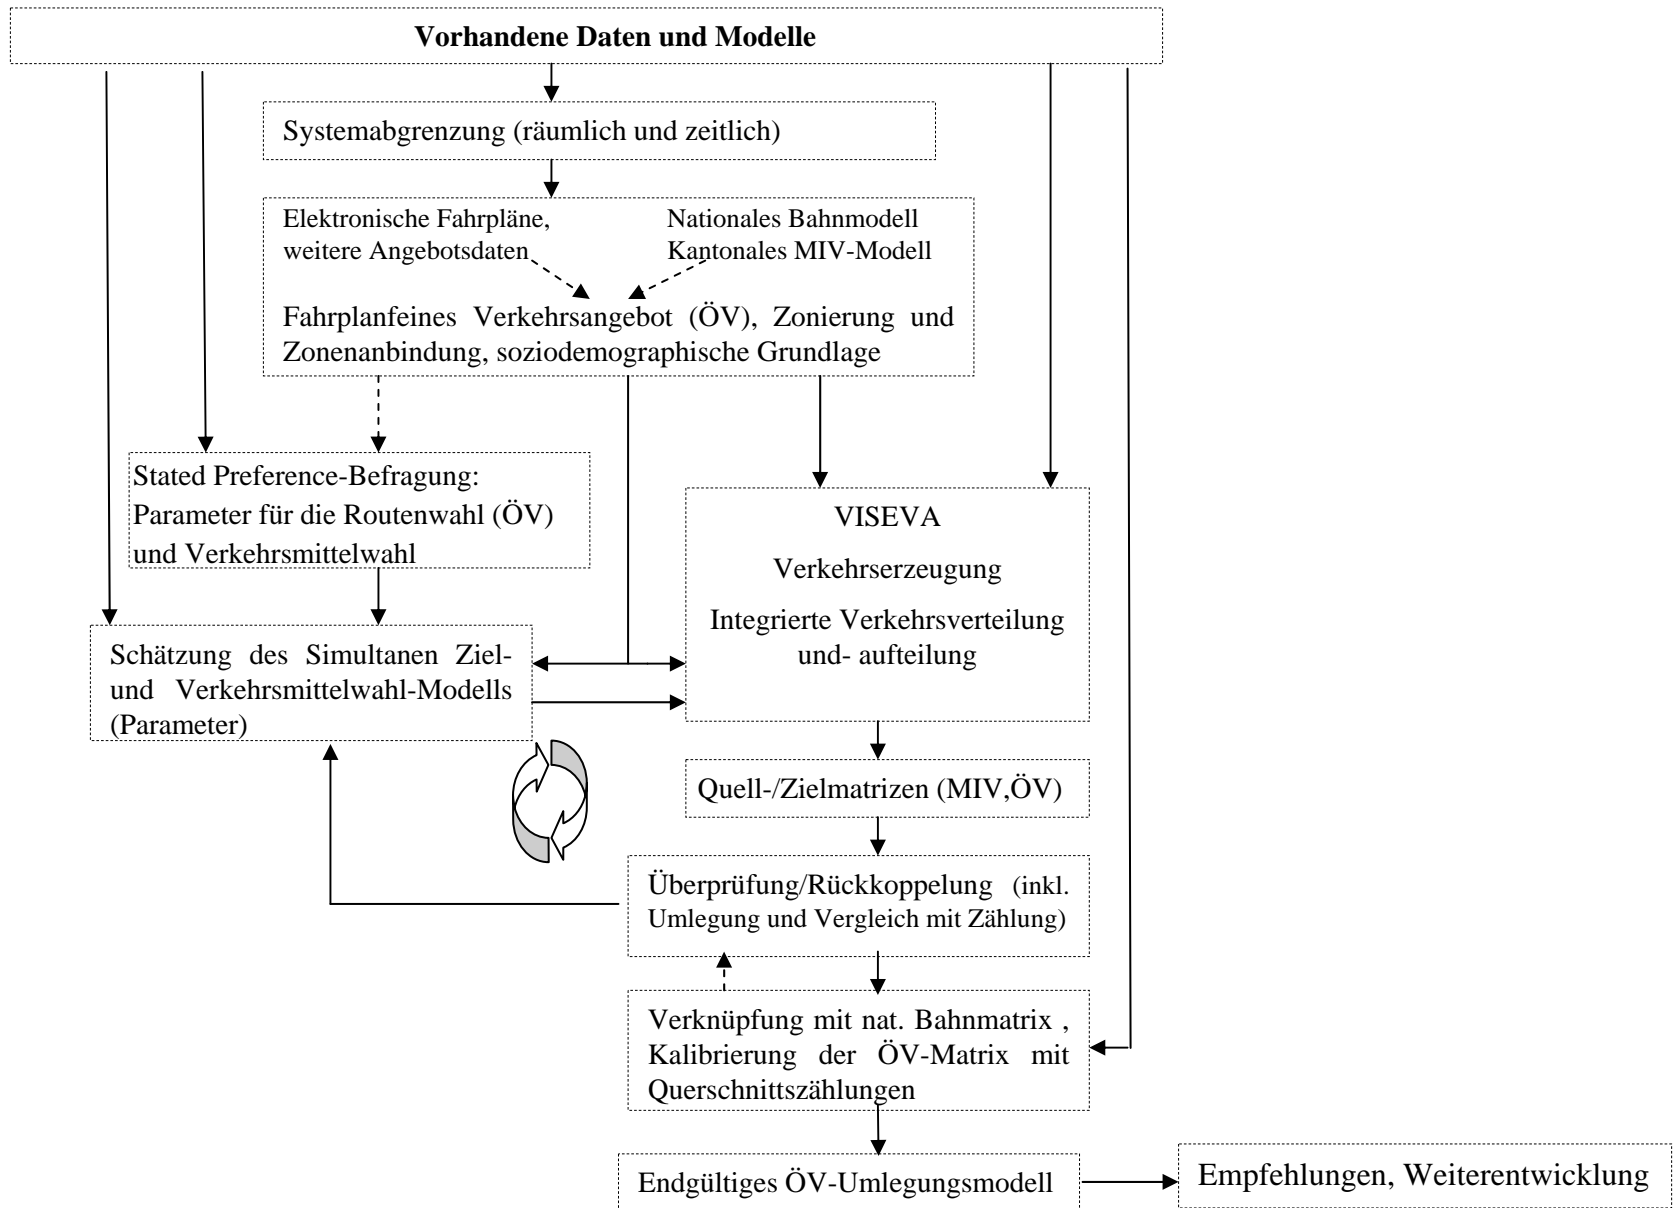 Vorhandene Daten und Modelle
Systemabgrenzung (räumlich und zeitlich)
Elektronische Fahrpläne,
weitere Angebotsdaten
Nationales Bahnmodell
Kantonales MIV-Modell
Fahrplanfeines Verkehrsangebot (ÖV), Zonierung und
Zonenanbindung, soziodemographische Grundlage
Stated Preference-Befragung:
Parameter für die Routenwahl (ÖV)
und Verkehrsmittelwahl
VISEVA
Verkehrserzeugung
Integrierte Verkehrsverteilung
und- aufteilung
Schätzung des Simultanen Ziel-
und Verkehrsmittelwahl-Modells
(Parameter)
Quell-/Zielmatrizen (MIV,ÖV)
Überprüfung/Rückkoppelung (inkl.
Umlegung und Vergleich mit Zählung)
Verknüpfung mit nat. Bahnmatrix ,
Kalibrierung der ÖV-Matrix mit
Querschnittszählungen
Endgültiges ÖV-Umlegungsmodell
Empfehlungen, Weiterentwicklung